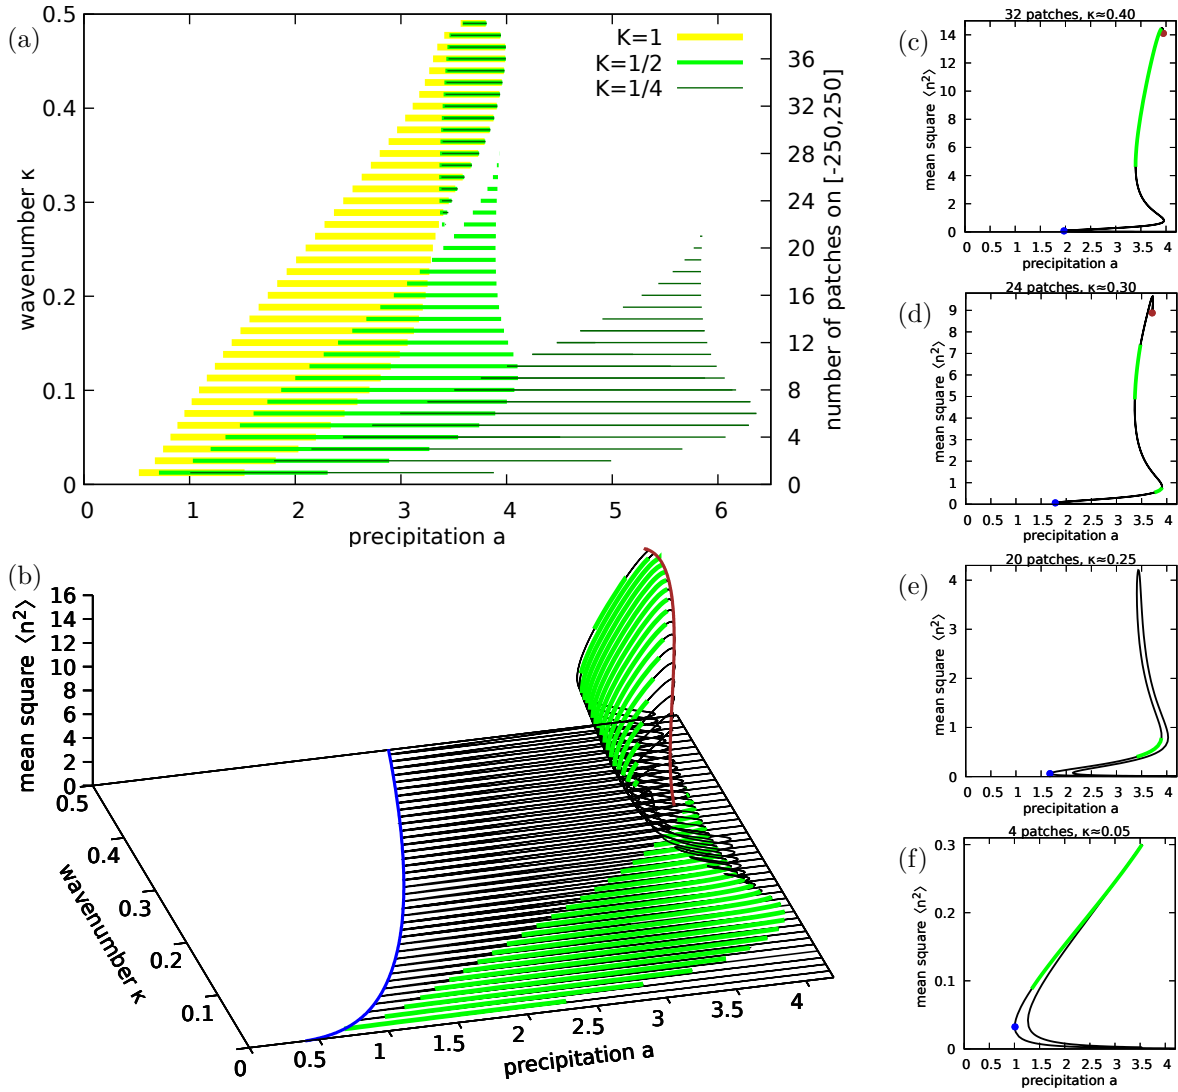 (a)
wavenumber κ
0.5
0.4
0.3
0.2
0.1
0
K=1
K=1/2
K=1/4
36
32
28
24
20
16
12
8
4
0
number of patches on [-250,250]
0 1 2 3 4 5 6
precipitation a
(b)
mean square ⟨n²⟩
16
14
12
10
8
6
4
2
0
0.5
0.4
0.3
0.2
0.1
wavenumber κ
0 0.5 1 1.5 2 2.5 3 3.5 4
precipitation a
(c)
32 patches, κ≈0.40
mean square ⟨n²⟩
14
12
10
8
6
4
2
0
0 0.5 1 1.5 2 2.5 3 3.5 4
precipitation a
(d)
24 patches, κ≈0.30
mean square ⟨n²⟩
9
8
7
6
5
4
3
2
1
0
0 0.5 1 1.5 2 2.5 3 3.5 4
precipitation a
(e)
20 patches, κ≈0.25
mean square ⟨n²⟩
4
3
2
1
0
0 0.5 1 1.5 2 2.5 3 3.5 4
precipitation a
(f)
4 patches, κ≈0.05
mean square ⟨n²⟩
0.3
0.2
0.1
0
0 0.5 1 1.5 2 2.5 3 3.5 4
precipitation a